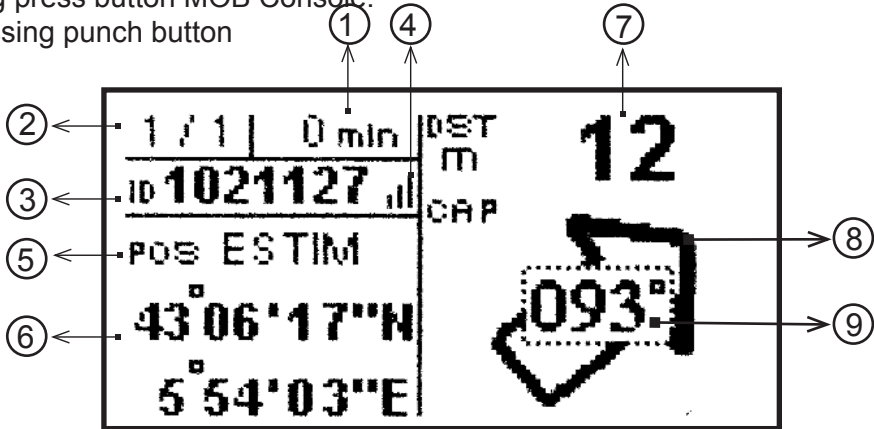 g press button MOB Console.
sing punch button
1 4 7
2 1 / 1 0 min DST 12
m
3 ID 1021127 CAP
5 POS ESTIM 8
6 43°06'17"N 093° 9
5°54'03"E